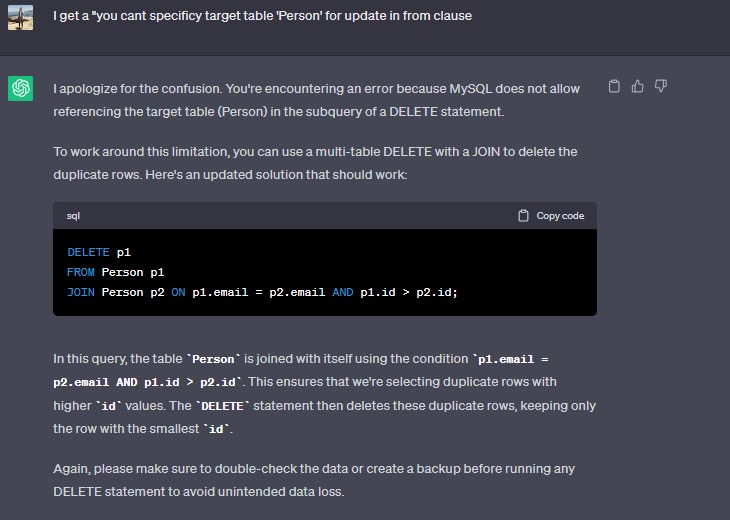 I get a "you cant specificy target table 'Person' for update in from clause
I apologize for the confusion. You're encountering an error because MySQL does not allow
referencing the target table (Person) in the subquery of a DELETE statement.
To work around this limitation, you can use a multi-table DELETE with a JOIN to delete the
duplicate rows. Here's an updated solution that should work:
sql
Copy code
DELETE p1
FROM Person p1
JOIN Person p2 ON p1.email = p2.email AND p1.id > p2.id;
In this query, the table `Person` is joined with itself using the condition `p1.email =
p2.email AND p1.id > p2.id`. This ensures that we're selecting duplicate rows with
higher `id` values. The `DELETE` statement then deletes these duplicate rows, keeping only
the row with the smallest `id`.
Again, please make sure to double-check the data or create a backup before running any
DELETE statement to avoid unintended data loss.